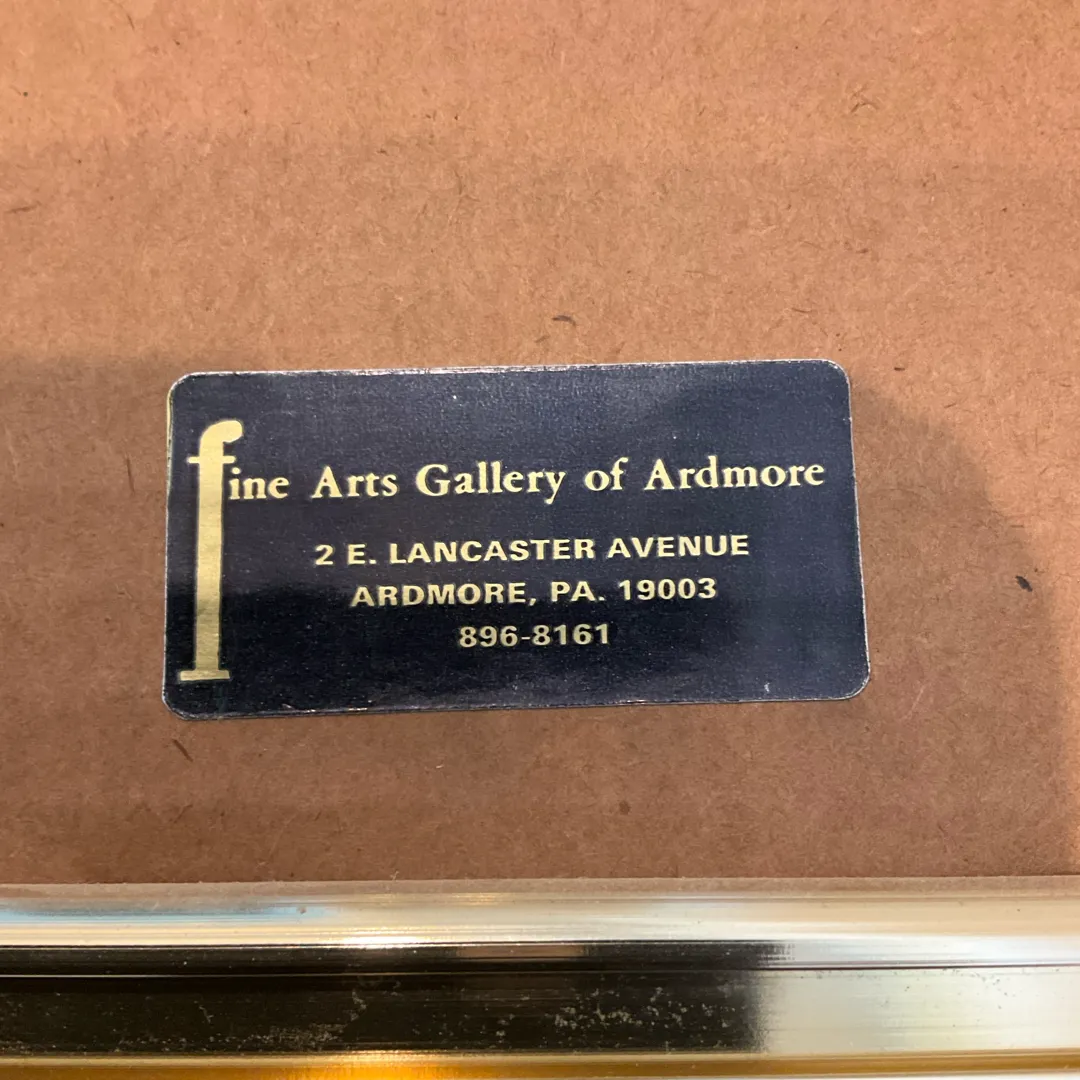 fine Arts Gallery of Ardmore
2 E. LANCASTER AVENUE
ARDMORE, PA. 19003
896-8161